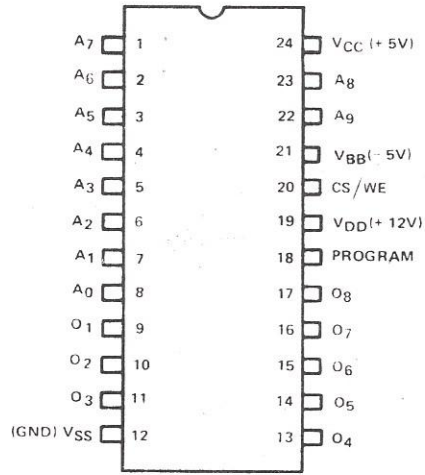 A7 1 24 VCC (+ 5V)
A6 2 23 A8
A5 3 22 A9
A4 4 21 VBB(- 5V)
A3 5 20 CS/WE
A2 6 19 VDD(+ 12V)
A1 7 18 PROGRAM
A0 8 17 O8
O1 9 16 O7
O2 10 15 O6
O3 11 14 O5
(GND) VSS 12 13 O4